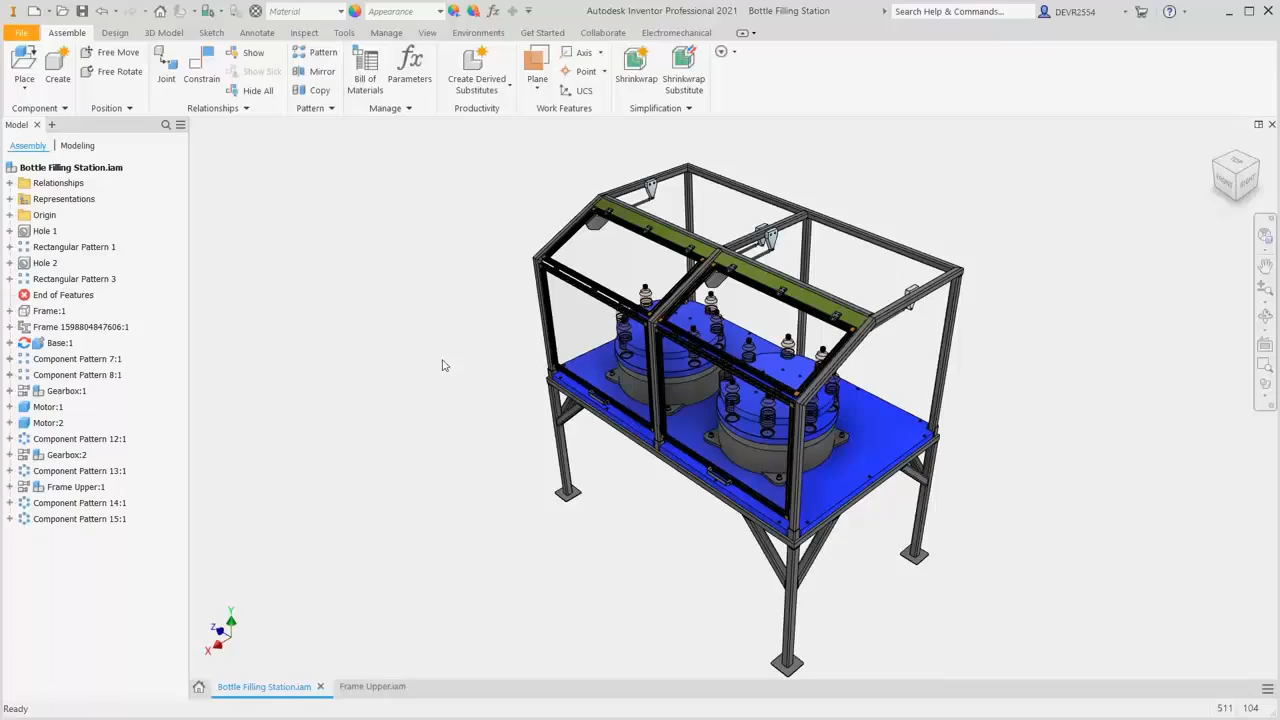 Material
Appearance
Autodesk Inventor Professional 2021 Bottle Filling Station
Search Help & Commands...
DEVR2554
File Assembly Design 3D Model Sketch Annotate Inspect Tools Manage View Environments Get Started Collaborate Electromechanical
Place
Create
Free Move
Free Rotate
Joint
Constrain
Show
Show Sick
Hide All
Pattern
Mirror
Copy
Bill of
Materials
Parameters
Create Derived
Substitutes
Plane
Axis
Point
UCS
Shrinkwrap
Shrinkwrap
Substitute
Component Position Relationships Pattern Manage Productivity Work Features Simplification
Model
Assembly Modeling
Bottle Filling Station.iam
Relationships
Representations
Origin
Hole 1
Rectangular Pattern 1
Hole 2
Rectangular Pattern 3
End of Features
Frame:1
Frame 1598804847606:1
Base:1
Component Pattern 7:1
Component Pattern 8:1
Gearbox:1
Motor:1
Motor:2
Component Pattern 12:1
Gearbox:2
Component Pattern 13:1
Frame Upper:1
Component Pattern 14:1
Component Pattern 15:1
TOP
FRONT
RIGHT
Y
Z
X
Bottle Filling Station.iam Frame Upper.iam
Ready
511 104